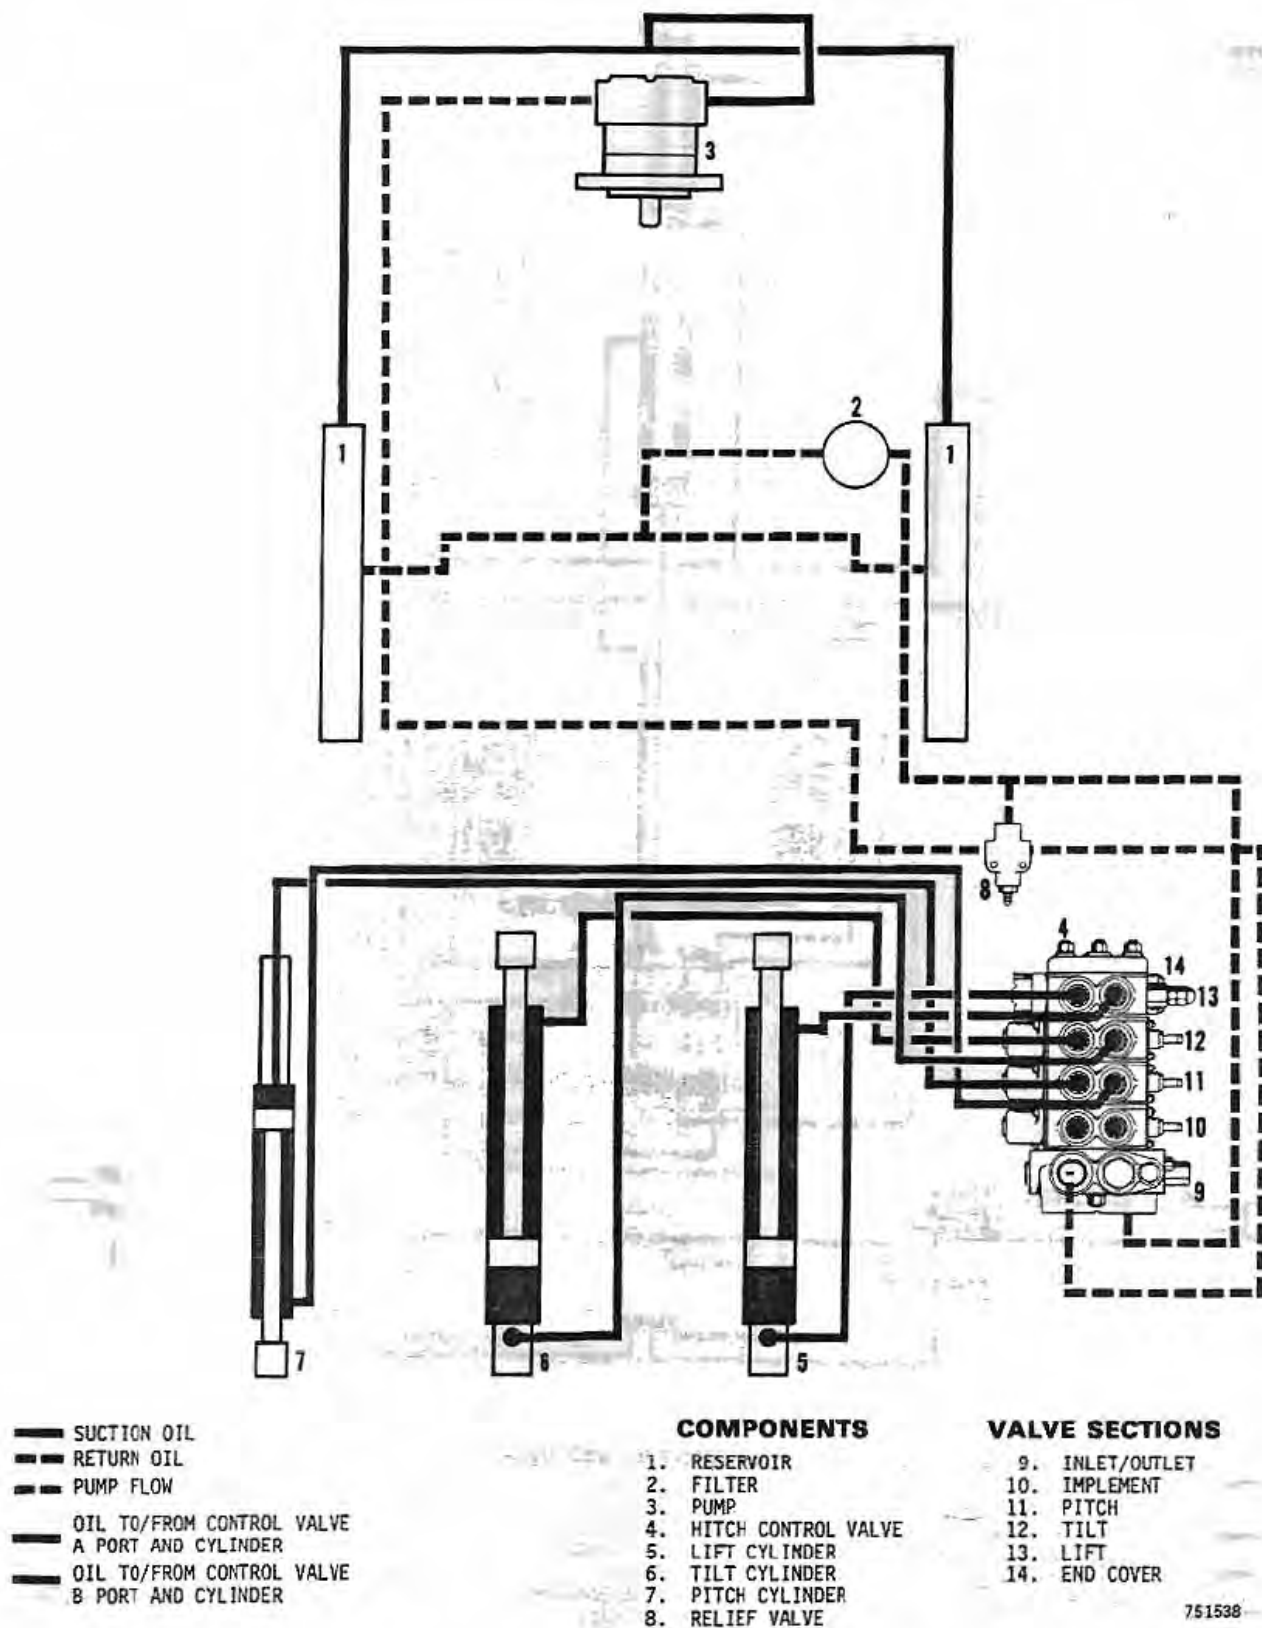 3
2
1
1
8
4
14
13
12
11
10
9
7
6
5
SUCTION OIL
RETURN OIL
PUMP FLOW
OIL TO/FROM CONTROL VALVE
A PORT AND CYLINDER
OIL TO/FROM CONTROL VALVE
B PORT AND CYLINDER
COMPONENTS
1. RESERVOIR
2. FILTER
3. PUMP
4. HITCH CONTROL VALVE
5. LIFT CYLINDER
6. TILT CYLINDER
7. PITCH CYLINDER
8. RELIEF VALVE
VALVE SECTIONS
9. INLET/OUTLET
10. IMPLEMENT
11. PITCH
12. TILT
13. LIFT
14. END COVER
751538